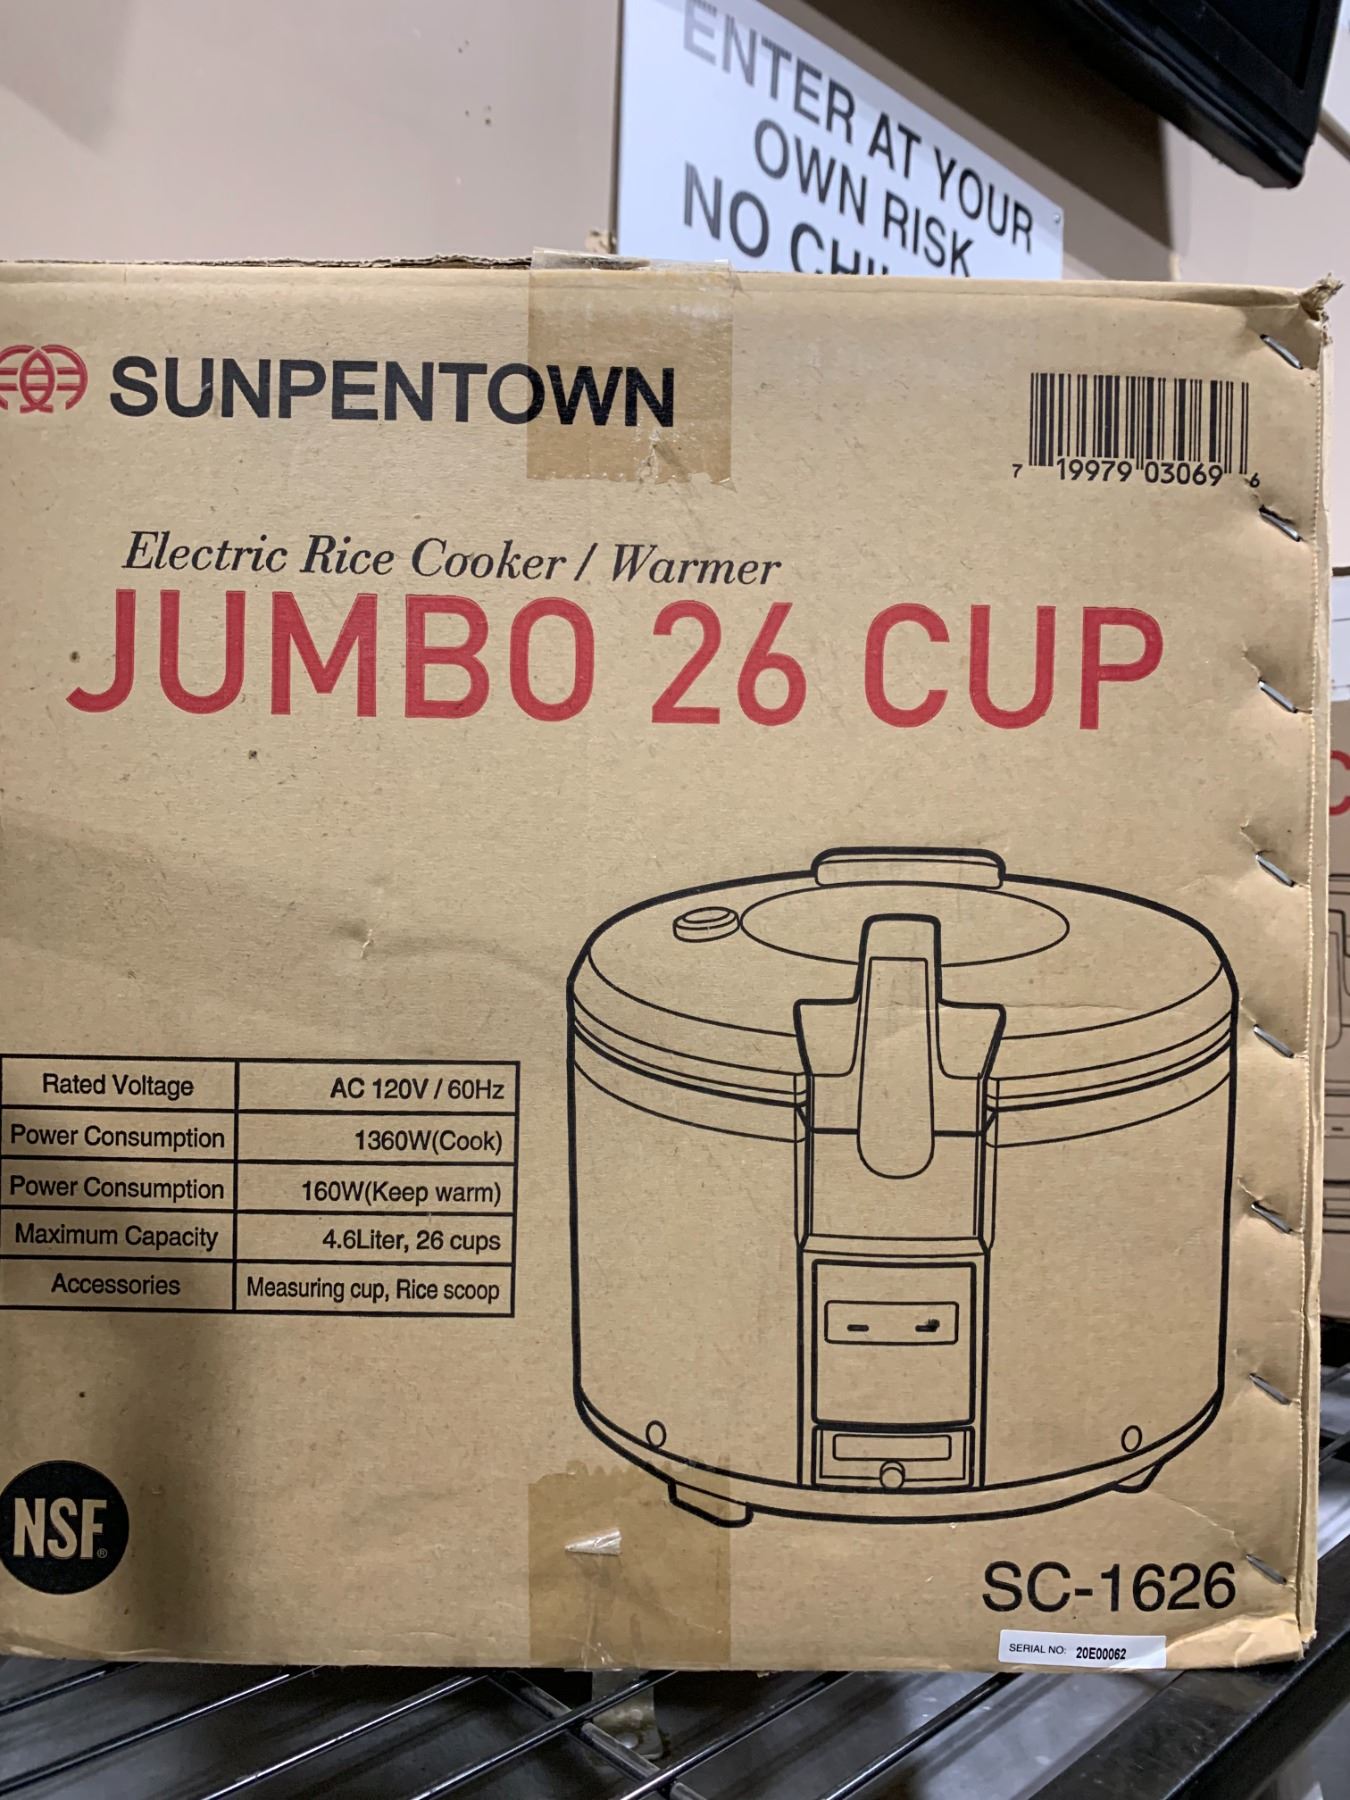 ENTER AT YOUR
OWN RISK
NO
SUNPENTOWN
7 19979 03069 6
Electric Rice Cooker / Warmer
JUMBO 26 CUP
Rated Voltage AC 120V / 60Hz
Power Consumption 1360W(Cook)
Power Consumption 160W(Keep warm)
Maximum Capacity 4.6Liter, 26 cups
Accessories Measuring cup, Rice scoop
NSF®
SC-1626
SERIAL NO: 20E00062